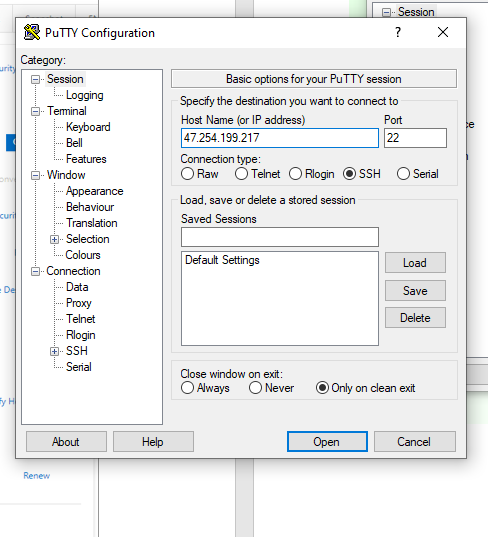 Session
PuTTY Configuration
?
Category:
Session
Logging
Terminal
Keyboard
Bell
Features
Window
Appearance
Behaviour
Translation
Selection
Colours
Connection
Data
Proxy
Telnet
Rlogin
SSH
Serial
Basic options for your PuTTY session
Specify the destination you want to connect to
Host Name (or IP address) Port
47.254.199.217 22
Connection type:
Raw Telnet Rlogin SSH Serial
Load, save or delete a stored session
Saved Sessions
Default Settings
Load
Save
Delete
Close window on exit:
Always Never Only on clean exit
About Help Open Cancel
Renew